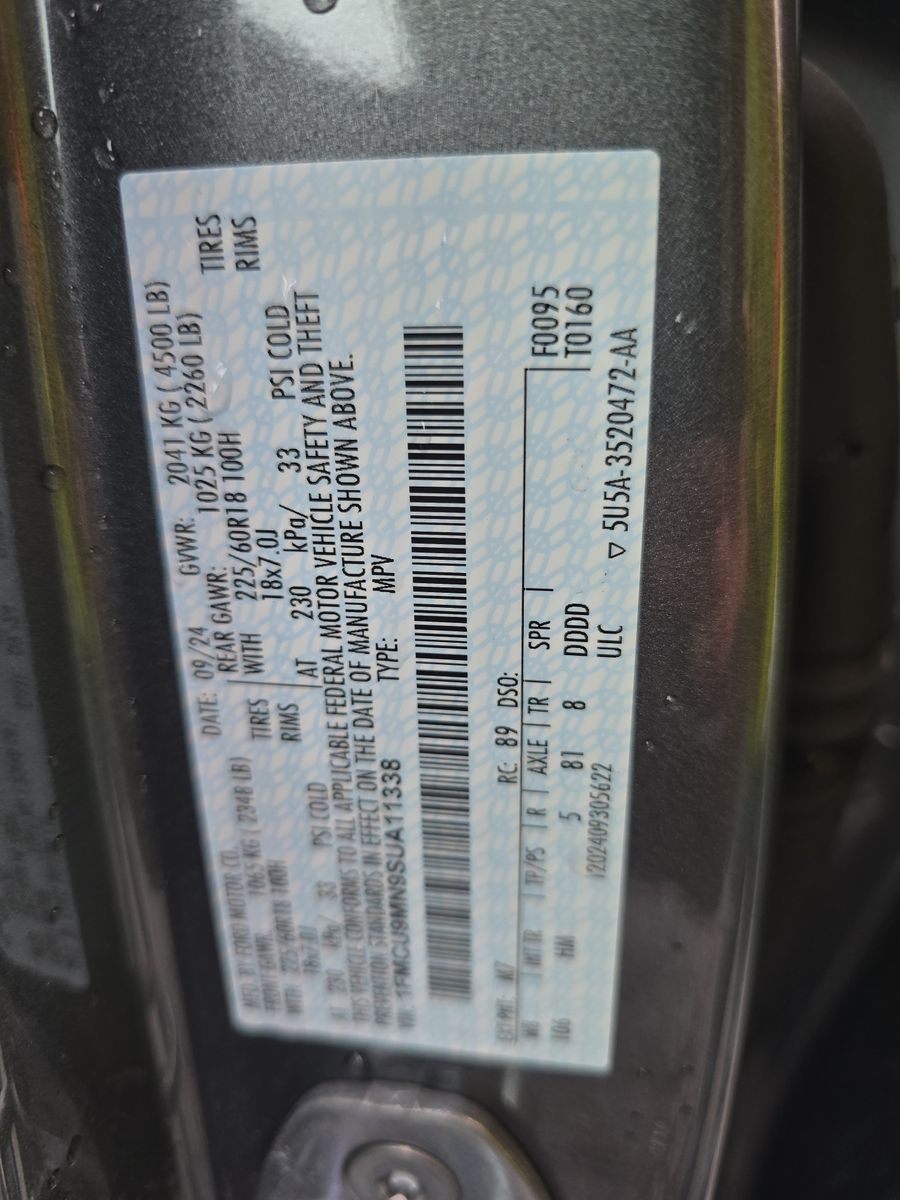 MFD. BY FORD MOTOR CO. DATE: 09/24 GVWR: 2041 KG ( 4500 LB)
FRONT GAWR: 1065 KG ( 2348 LB) REAR GAWR: 1025 KG ( 2260 LB)
WITH 225/60R18 100H TIRES WITH 225/60R18 100H TIRES
18x7.0J RIMS 18x7.0J RIMS
AT 230 kPa/ 33 PSI COLD AT 230 kPa/ 33 PSI COLD
THIS VEHICLE CONFORMS TO ALL APPLICABLE FEDERAL MOTOR VEHICLE SAFETY AND THEFT
PREVENTION STANDARDS IN EFFECT ON THE DATE OF MANUFACTURE SHOWN ABOVE.
VIN: 1FMCU9MN9SUA11338 TYPE: MPV
EXT PNT: M7 RC: 89 DSO:
WB INT TR TP/PS R AXLE TR SPR F0095
106 HM 5 81 8 DDDD T0160
1202409305622 ULC ▽ 5U5A-3520472-AA